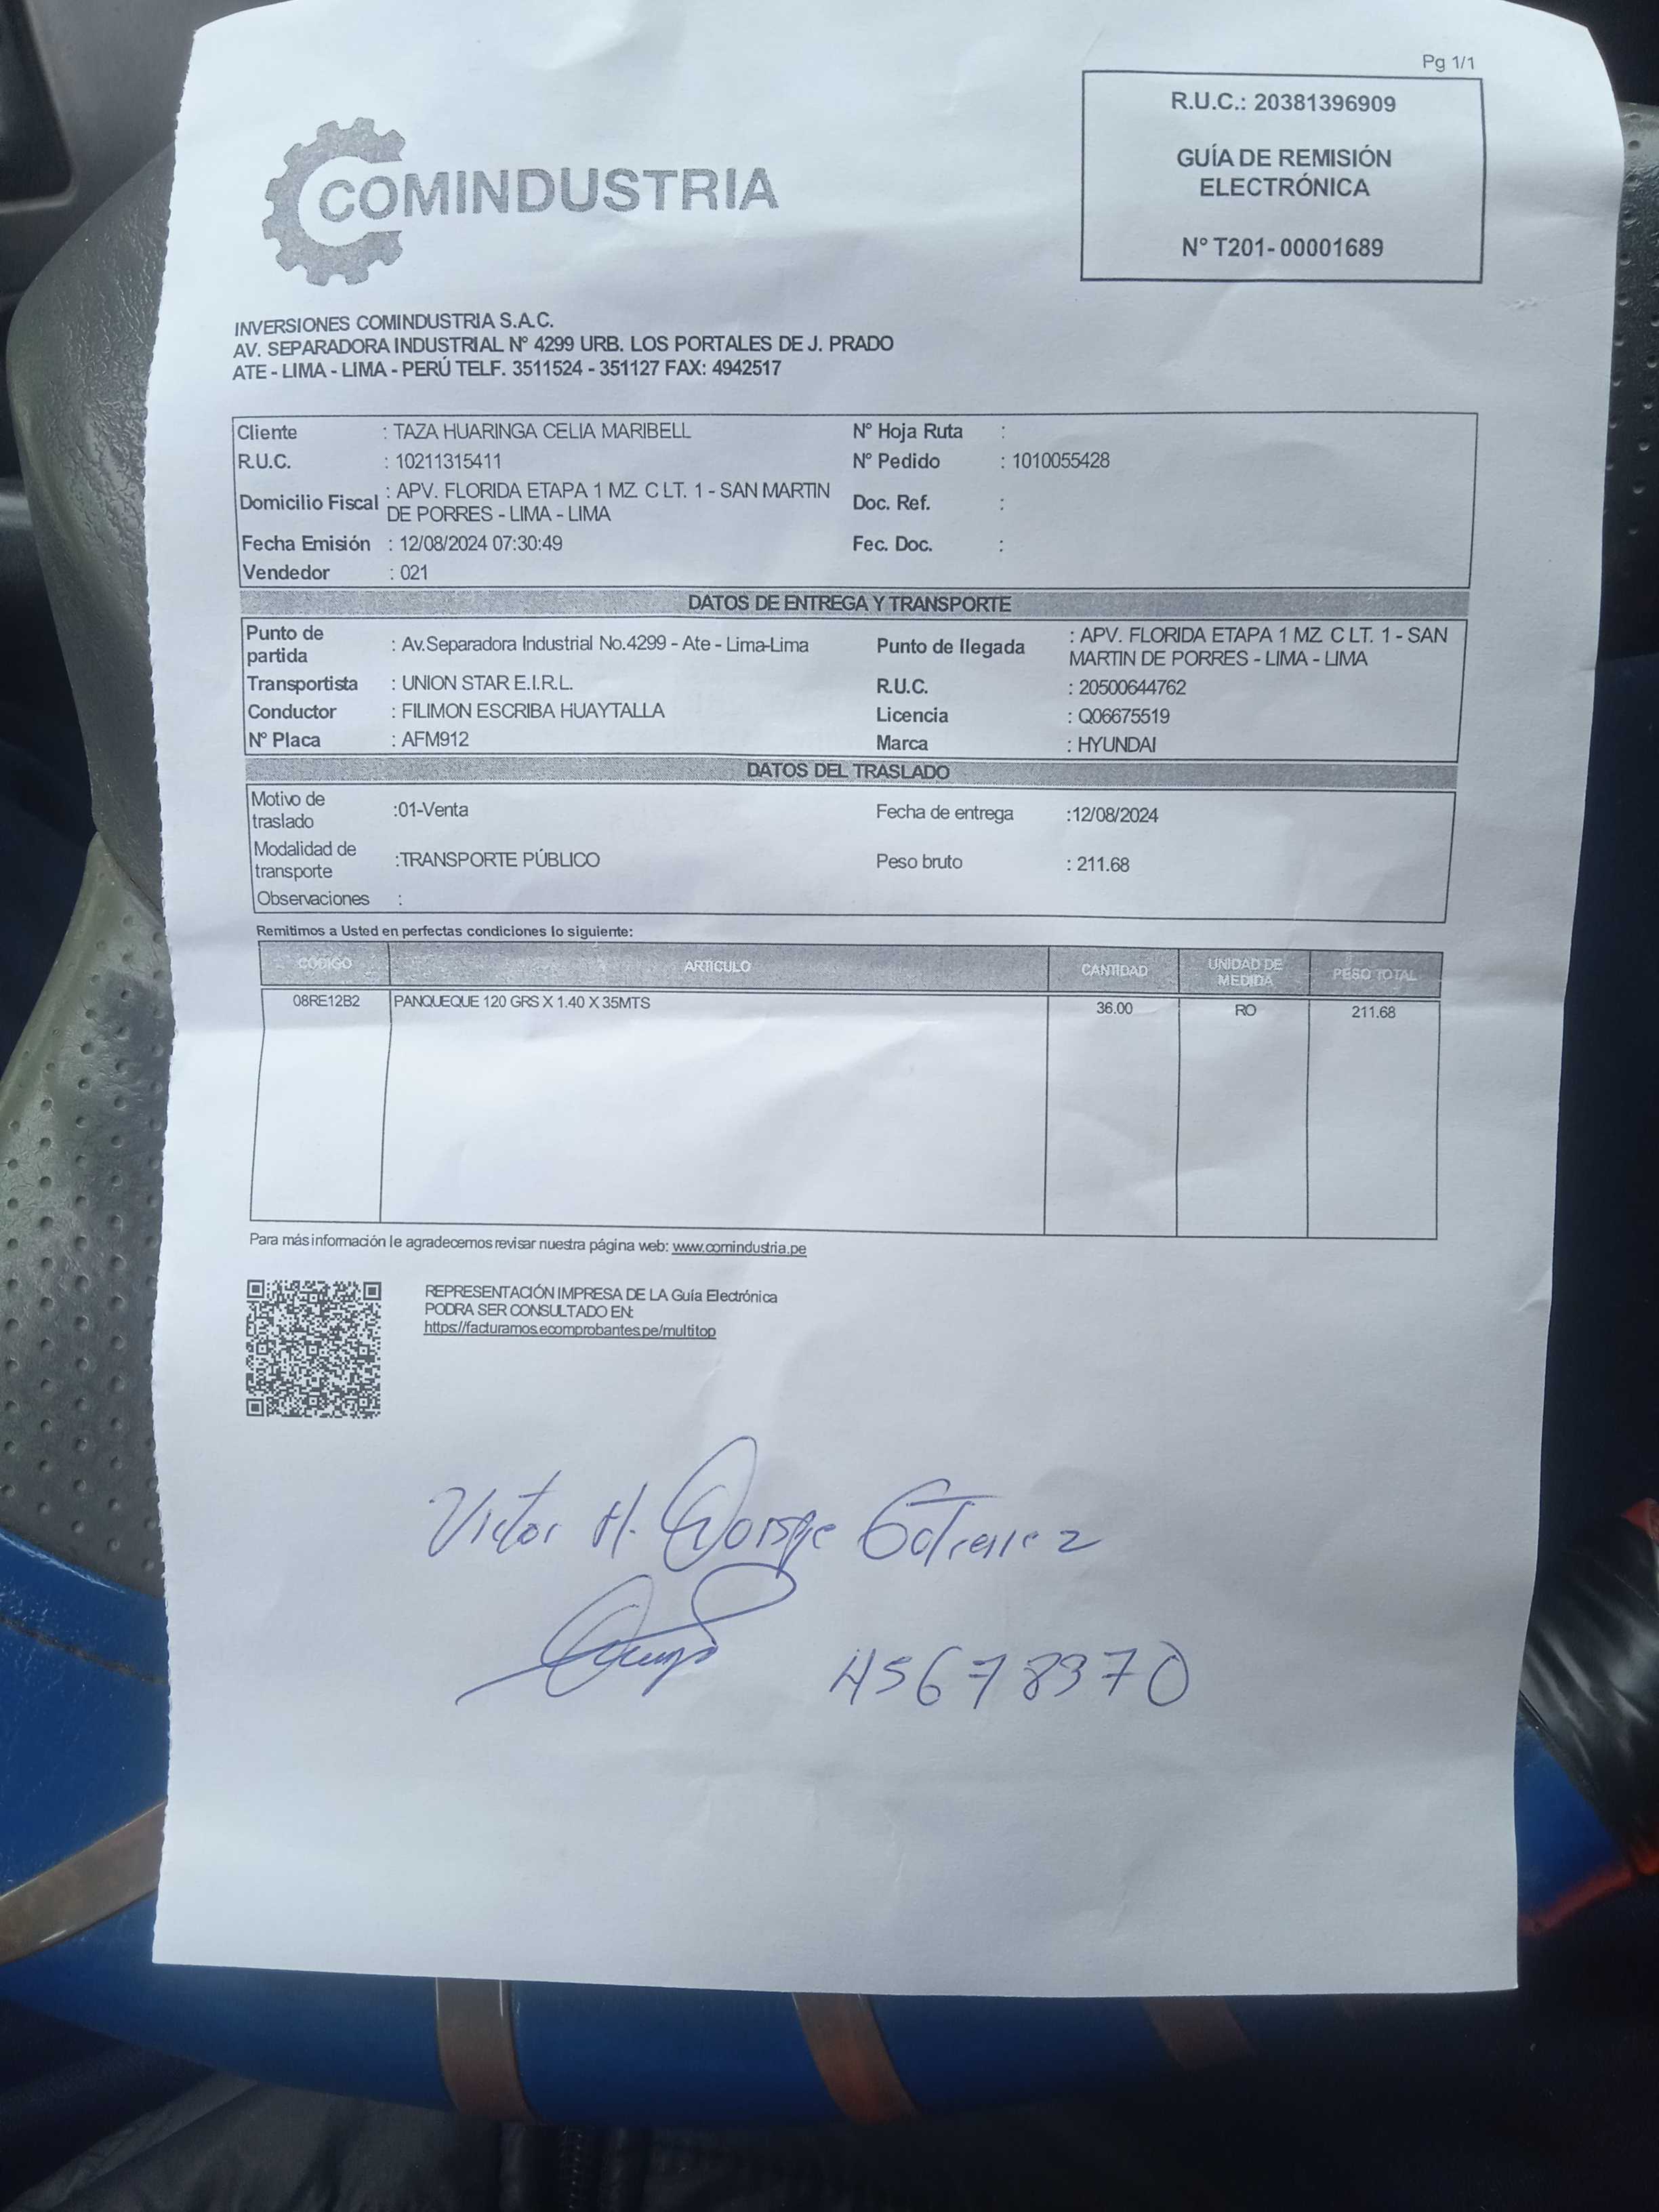 Pg 1/1
R.U.C.: 20381396909
GUÍA DE REMISIÓN
ELECTRÓNICA
N° T201- 00001689
COMINDUSTRIA
INVERSIONES COMINDUSTRIA S.A.C.
AV. SEPARADORA INDUSTRIAL N° 4299 URB. LOS PORTALES DE J. PRADO
ATE - LIMA - LIMA - PERÚ TELF. 3511524 - 351127 FAX: 4942517
Cliente : TAZA HUARINGA CELIA MARIBELL N° Hoja Ruta :
R.U.C. : 10211315411 N° Pedido : 1010055428
Domicilio Fiscal : APV. FLORIDA ETAPA 1 MZ. C LT. 1 - SAN MARTIN Doc. Ref. :
DE PORRES - LIMA - LIMA
Fecha Emisión : 12/08/2024 07:30:49 Fec. Doc. :
Vendedor : 021
DATOS DE ENTREGA Y TRANSPORTE
Punto de partida : Av.Separadora Industrial No.4299 - Ate - Lima-Lima Punto de llegada : APV. FLORIDA ETAPA 1 MZ. C LT. 1 - SAN
MARTIN DE PORRES - LIMA - LIMA
Transportista : UNION STAR E.I.R.L. R.U.C. : 20500644762
Conductor : FILIMON ESCRIBA HUAYTALLA Licencia : Q06675519
N° Placa : AFM912 Marca : HYUNDAI
DATOS DEL TRASLADO
Motivo de traslado :01-Venta Fecha de entrega :12/08/2024
Modalidad de transporte :TRANSPORTE PÚBLICO Peso bruto : 211.68
Observaciones :
Remitimos a Usted en perfectas condiciones lo siguiente:
CÓDIGO ARTICULO CANTIDAD UNIDAD DE MEDIDA PESO TOTAL
08RE12B2 PANQUEQUE 120 GRS X 1.40 X 35MTS 36.00 RO 211.68
Para más información le agradecemos revisar nuestra página web: www.comindustria.pe
REPRESENTACIÓN IMPRESA DE LA Guía Electrónica
PODRA SER CONSULTADO EN:
https://facturamos.ecomprobantes.pe/multitop
Victor H.
45678970